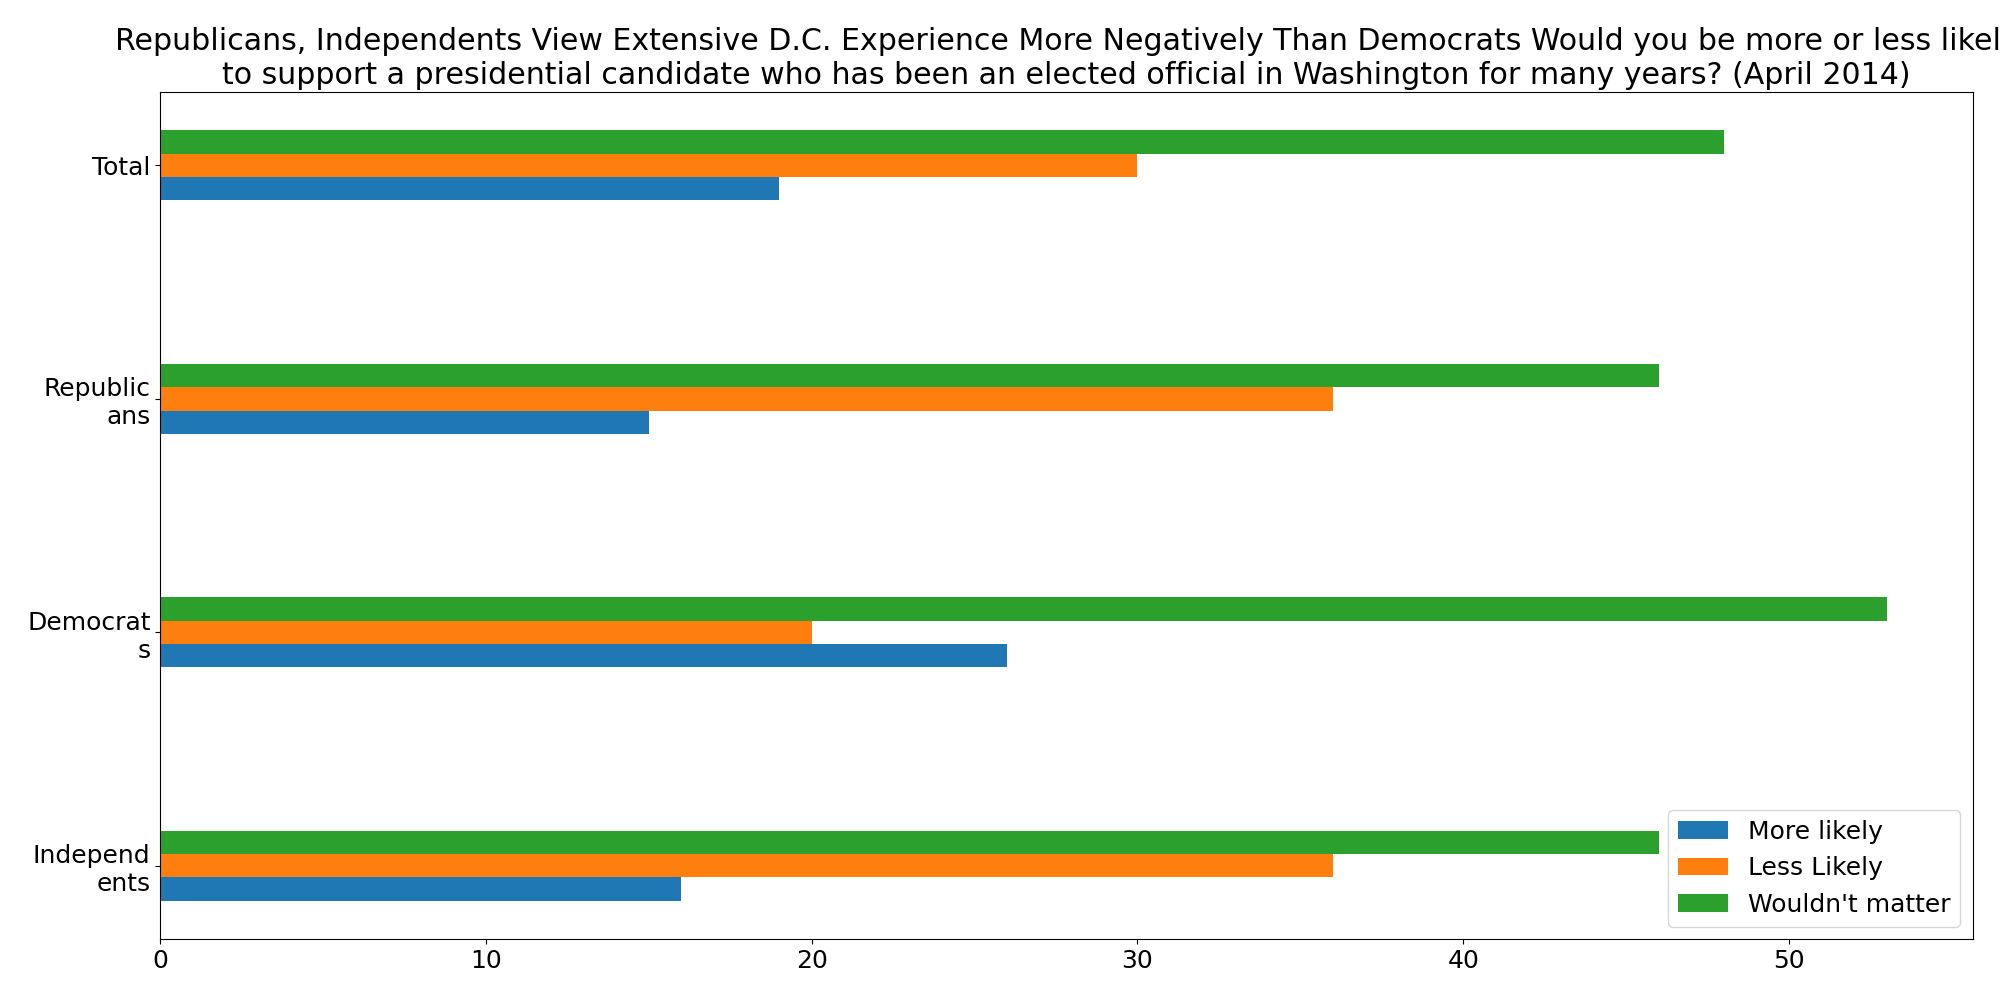 Republicans, Independents View Extensive D.C. Experience More Negatively Than Democrats Would you be more or less likel
to support a presidential candidate who has been an elected official in Washington for many years? (April 2014)
Total
Republic
ans
Democrat
s
Independ
ents
More likely
Less Likely
Wouldn't matter
0 10 20 30 40 50